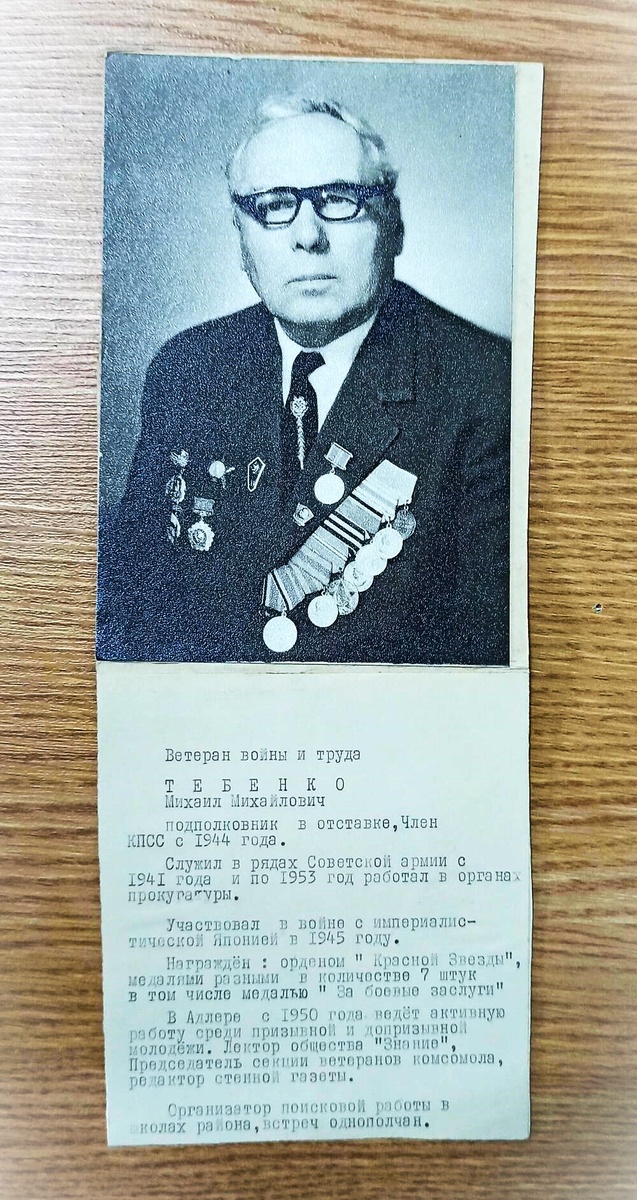 Ветеран войны и труда
Т Е Б Е Н К О
Михаил Михайлович
подполковник в отставке,Член
КПСС с 1944 года.
Служил в рядах Советской армии с
1941 года и по 1953 год работал в органах
прокуратуры.
Участвовал в войне с империалис-
тической Японией в 1945 году.
Награждён : орденом " Красной Звезды",
медалями разными в количестве 7 штук
в том числе медалью " За боевые заслуги"
В Адлере с 1950 года ведёт активную
работу среди призывной и допризывной
молодёжи. Лектор общества "Знание",
Председатель секции ветеранов комсомола,
редактор стенной газеты.
Организатор поисковой работы в
школах района,встреч однополчан.